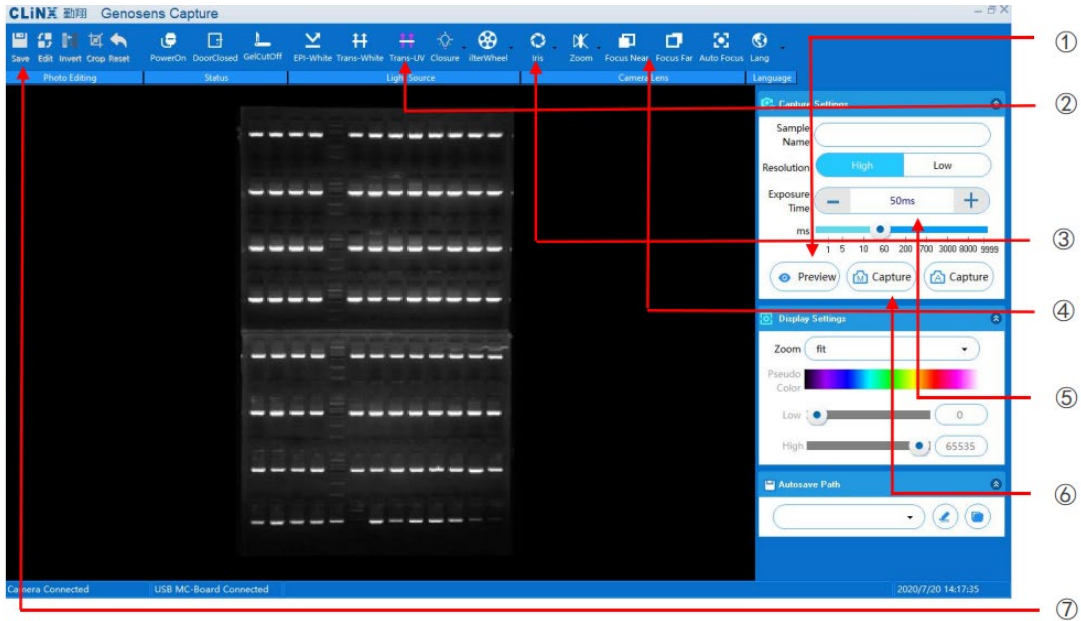 CLiNX 勤翔 Genosens Capture
①
Save Edit Invert Crop Reset PowerOn DoorClosed GelCutOff EPI-White Trans-White Trans-UV Closure ilterWheel Iris Zoom Focus Near Focus Far Auto Focus Lang
Photo Editing Status Light Source Camera Lens Language
Capture Settings
②
Sample
Name
Resolution High Low
Exposure
Time
50ms
ms
③
1 5 10 60 200 700 3000 8000 9999
Preview M Capture A Capture
④
Display Settings
Zoom fit
Pseudo
Color
⑤
Low 0
High 65535
Autosave Path
⑥
Camera Connected USB MC-Board Connected 2020/7/20 14:17:35
⑦